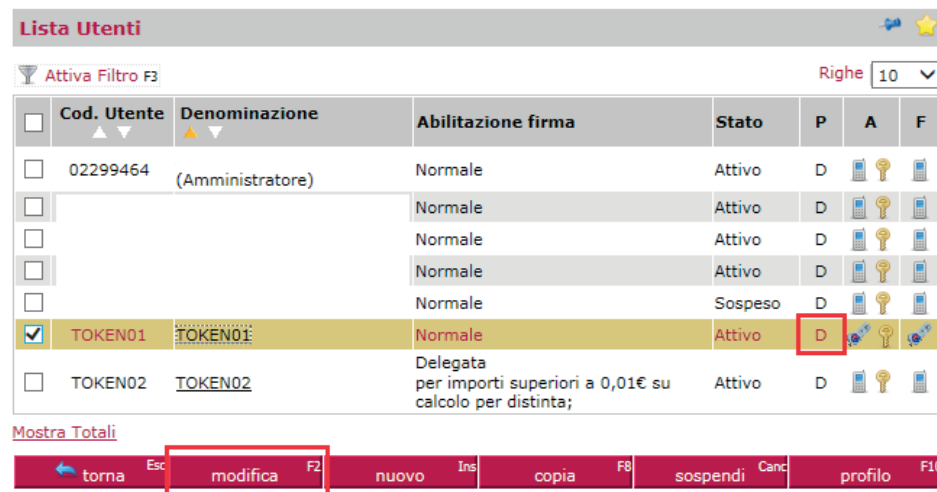 Lista Utenti
Attiva Filtro F3
Righe 10
Cod. Utente Denominazione Abilitazione firma Stato P A F
02299464 (Amministratore) Normale Attivo D
Normale Attivo D
Normale Attivo D
Normale Attivo D
Normale Sospeso D
TOKEN01 TOKEN01 Normale Attivo D
TOKEN02 TOKEN02 Delegata Attivo D
per importi superiori a 0,01€ su
calcolo per distinta;
Mostra Totali
torna Esc modifica F2 nuovo Ins copia F8 sospendi Canc profilo F10